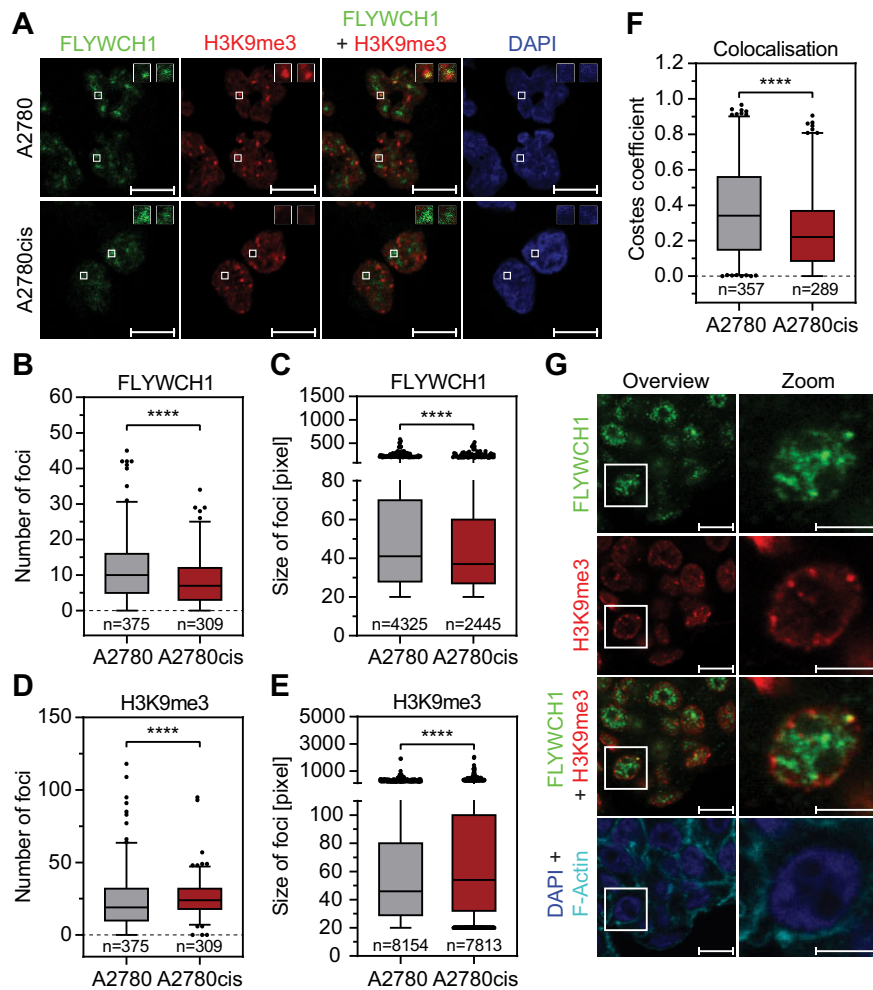 A
FLYWCH1
H3K9me3
FLYWCH1
+ H3K9me3
DAPI
A2780
A2780cis
F
Colocalisation
Costes coefficient
1.2
1.0
0.8
0.6
0.4
0.2
0.0
****
n=357
n=289
A2780
A2780cis
B
FLYWCH1
Number of foci
60
50
40
30
20
10
0
****
n=375
n=309
A2780
A2780cis
C
FLYWCH1
Size of foci [pixel]
1500
1000
500
80
60
40
20
0
****
n=4325
n=2445
A2780
A2780cis
D
H3K9me3
Number of foci
150
100
50
0
****
n=375
n=309
A2780
A2780cis
E
H3K9me3
Size of foci [pixel]
5000
3000
1000
100
80
60
40
20
0
****
n=8154
n=7813
A2780
A2780cis
G
Overview
Zoom
FLYWCH1
H3K9me3
FLYWCH1
+ H3K9me3
DAPI +
F-Actin